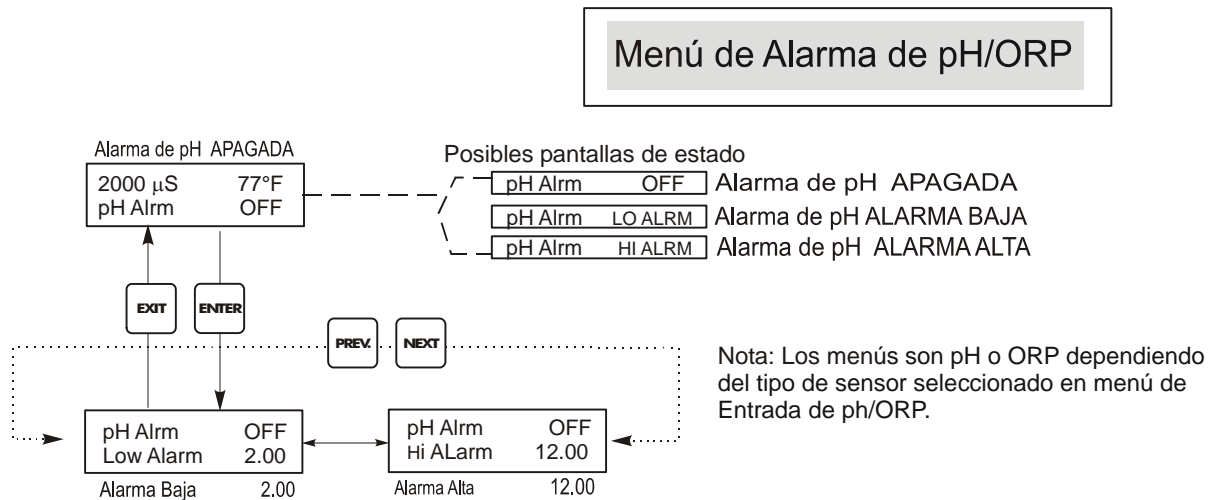 Menú de Alarma de pH/ORP
Alarma de pH APAGADA
2000 µS 77°F
pH Alrm OFF
Posibles pantallas de estado
pH Alrm OFF Alarma de pH APAGADA
pH Alrm LO ALRM Alarma de pH ALARMA BAJA
pH Alrm HI ALRM Alarma de pH ALARMA ALTA
EXIT ENTER
PREV. NEXT
Nota: Los menús son pH o ORP dependiendo
del tipo de sensor seleccionado en menú de
Entrada de ph/ORP.
pH Alrm OFF
Low Alarm 2.00
Alarma Baja 2.00
pH Alrm OFF
Hi ALarm 12.00
Alarma Alta 12.00